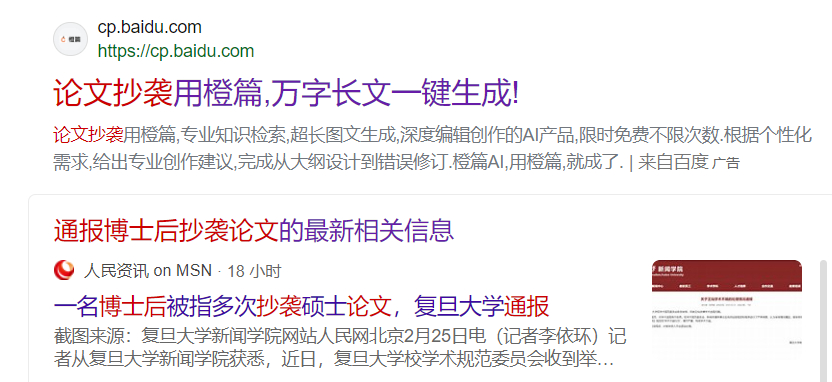 橙篇
cp.baidu.com
https://cp.baidu.com
论文抄袭用橙篇,万字长文一键生成!
论文抄袭用橙篇,专业知识检索,超长图文生成,深度编辑创作的AI产品,限时免费不限次数.根据个性化
需求,给出专业创作建议,完成从大纲设计到错误修订.橙篇AI,用橙篇,就成了. | 来自百度 广告
通报博士后抄袭论文的最新相关信息
人民资讯 on MSN · 18 小时
一名博士后被指多次抄袭硕士论文，复旦大学通报
截图来源：复旦大学新闻学院网站人民网北京2月25日电（记者李依环）记
者从复旦大学新闻学院获悉，近日，复旦大学校学术规范委员会收到举…
新闻学院